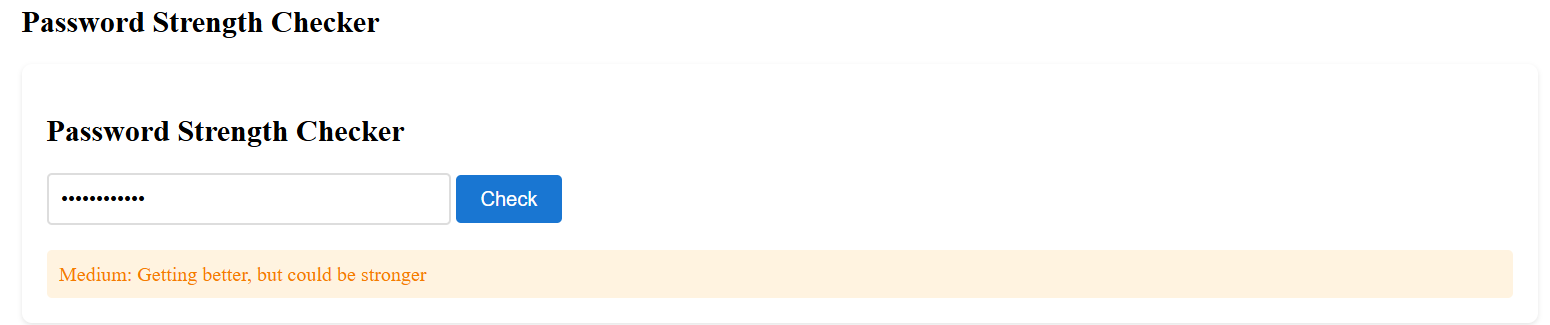 Password Strength Checker
Password Strength Checker
•••••••••••• Check
Medium: Getting better, but could be stronger